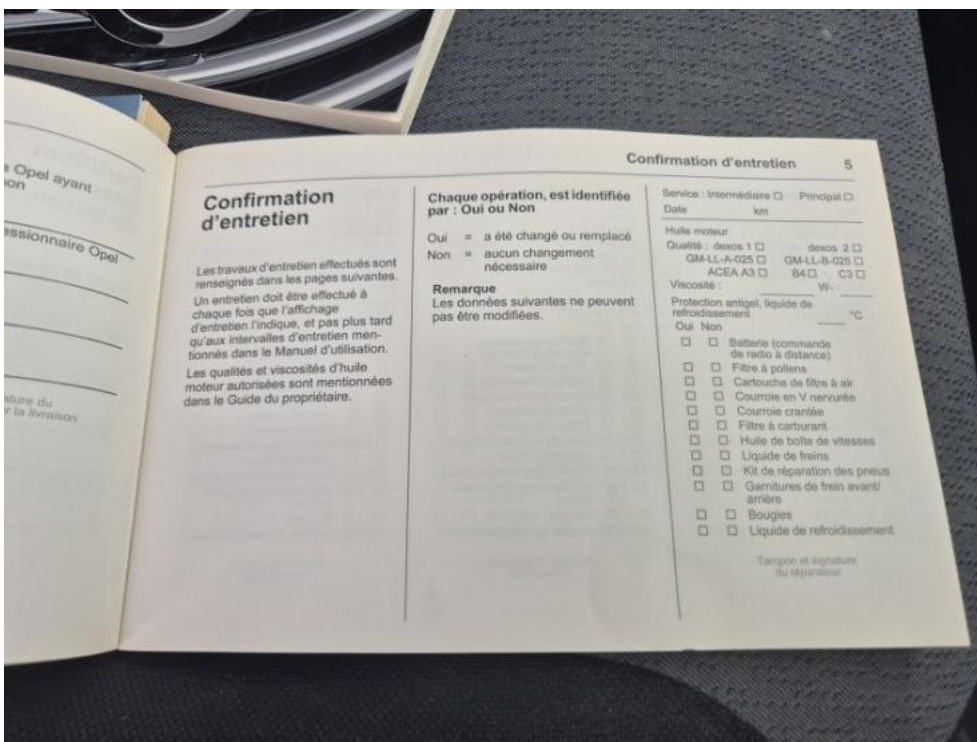 Opel ayant
ssionnaire Opel
ature du
r la livraison
Confirmation d'entretien 5
Confirmation
d'entretien
Les travaux d'entretien effectués sont
renseignés dans les pages suivantes.
Un entretien doit être effectué à
chaque fois que l'affichage
d'entretien l'indique, et pas plus tard
qu'aux intervalles d'entretien men-
tionnés dans le Manuel d'utilisation.
Les qualités et viscosités d'huile
moteur autorisées sont mentionnées
dans le Guide du propriétaire.
Chaque opération, est identifiée
par : Oui ou Non
Oui = a été changé ou remplacé
Non = aucun changement
nécessaire
Remarque
Les données suivantes ne peuvent
pas être modifiées.
Service : Intermédiaire ☐ Principal ☐
Date km
Huile moteur
Qualité : dexos 1 ☐ dexos 2 ☐
GM-LL-A-025 ☐ GM-LL-B-025 ☐
ACEA A3 ☐ B4 ☐ C3 ☐
Viscosité : W-
Protection antigel, liquide de
refroidissement °C
Oui Non
☐ ☐ Batterie (commande
de radio à distance)
☐ ☐ Filtre à pollens
☐ ☐ Cartouche de filtre à air
☐ ☐ Courroie en V nervurée
☐ ☐ Courroie crantée
☐ ☐ Filtre à carburant
☐ ☐ Huile de boîte de vitesses
☐ ☐ Liquide de freins
☐ ☐ Kit de réparation des pneus
☐ ☐ Garnitures de frein avant/
arrière
☐ ☐ Bougies
☐ ☐ Liquide de refroidissement
Tampon et signature
du réparateur